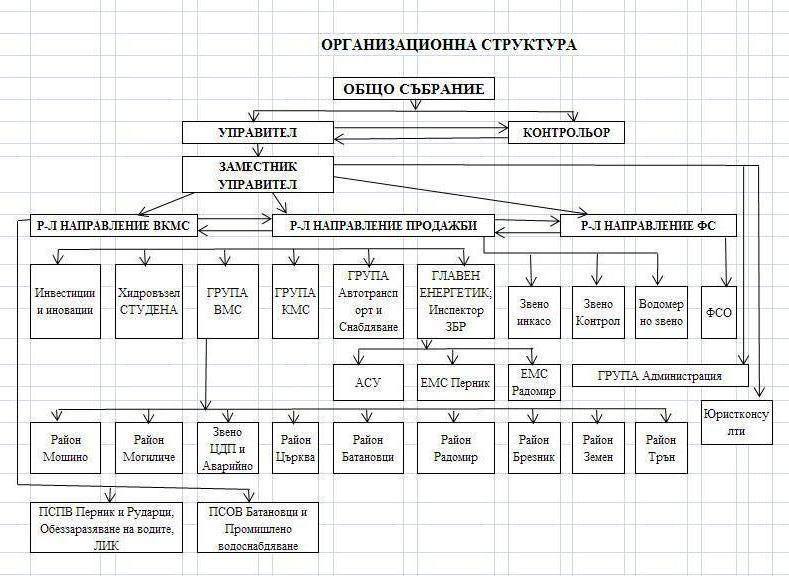 ОРГАНИЗАЦИОННА СТРУКТУРА
ОБЩО СЪБРАНИЕ
УПРАВИТЕЛ
КОНТРОЛЬОР
ЗАМЕСТНИК
УПРАВИТЕЛ
Р-Л НАПРАВЛЕНИЕ ВКМС
Р-Л НАПРАВЛЕНИЕ ПРОДАЖБИ
Р-Л НАПРАВЛЕНИЕ ФС
Инвестиции
и иновации
Хидровъзел
СТУДЕНА
ГРУПА
ВМС
ГРУПА
КМС
ГРУПА
Автотрансп
орт и
Снабдяване
ГЛАВЕН
ЕНЕРГЕТИК;
Инспектор
ЗБР
Звено
инкасо
Звено
Контрол
Водомер
но звено
ФСО
АСУ
ЕМС Перник
ЕМС
Радомир
ГРУПА Администрация
Юристконсу
лти
Район
Мошино
Район
Могиличе
Звено
ЦДП и
Аварийно
Район
Църква
Район
Батановци
Район
Радомир
Район
Брезник
Район
Земен
Район
Трън
ПСПВ Перник и Рударци,
Обеззаразяване на водите,
ЛИК
ПСОВ Батановци и
Промишлено
водоснабдяване